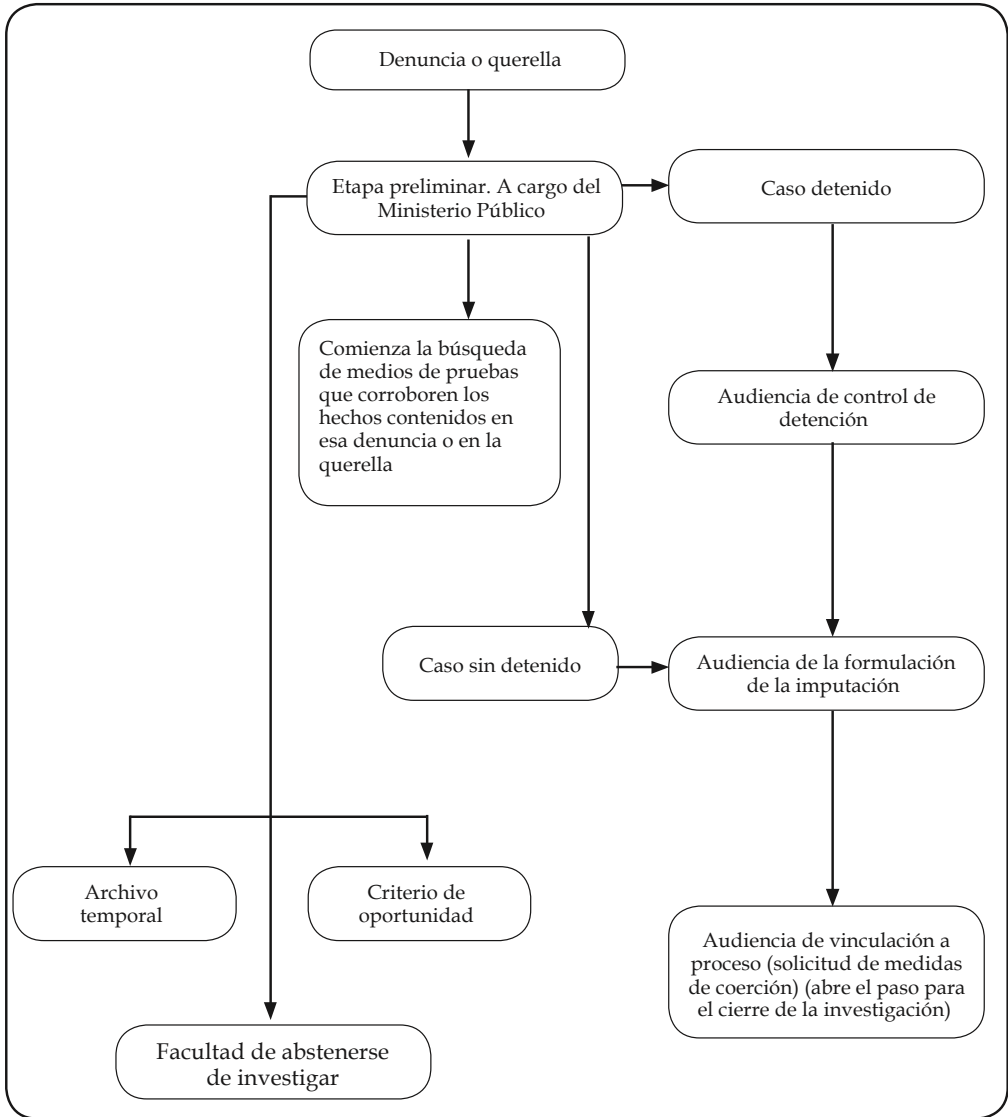 Denuncia o querella
Etapa preliminar. A cargo del
Ministerio Público
Caso detenido
Comienza la búsqueda
de medios de pruebas
que corroboren los
hechos contenidos en
esa denuncia o en la
querella
Audiencia de control de
detención
Caso sin detenido
Audiencia de la formulación
de la imputación
Archivo
temporal
Criterio de
oportunidad
Audiencia de vinculación a
proceso (solicitud de medidas
de coerción) (abre el paso para
el cierre de la investigación)
Facultad de abstenerse
de investigar